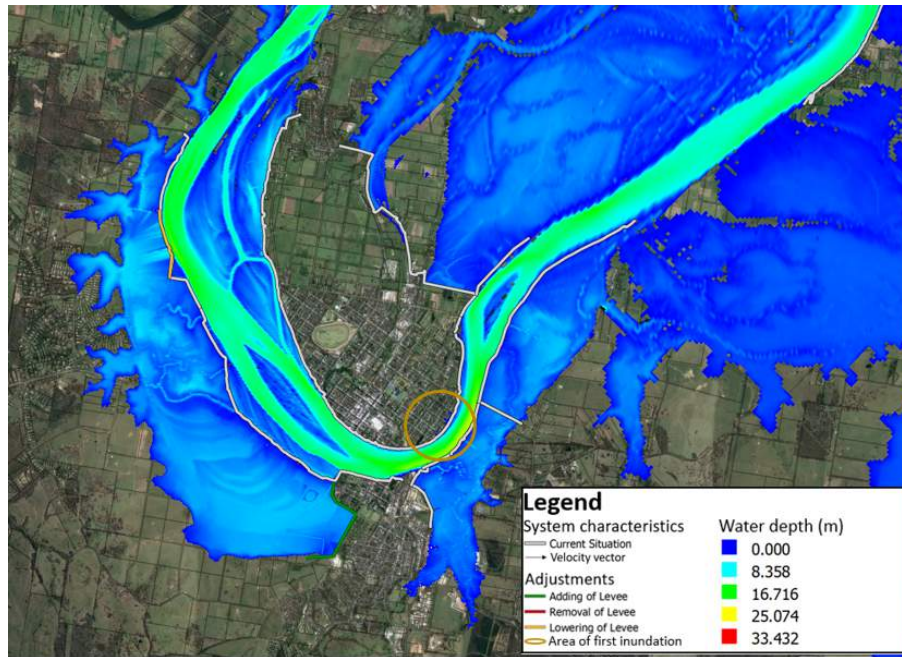 Legend
System characteristics
Current Situation
Velocity vector
Adjustments
Adding of Levee
Removal of Levee
Lowering of Levee
Area of first inundation
Water depth (m)
0.000
8.358
16.716
25.074
33.432